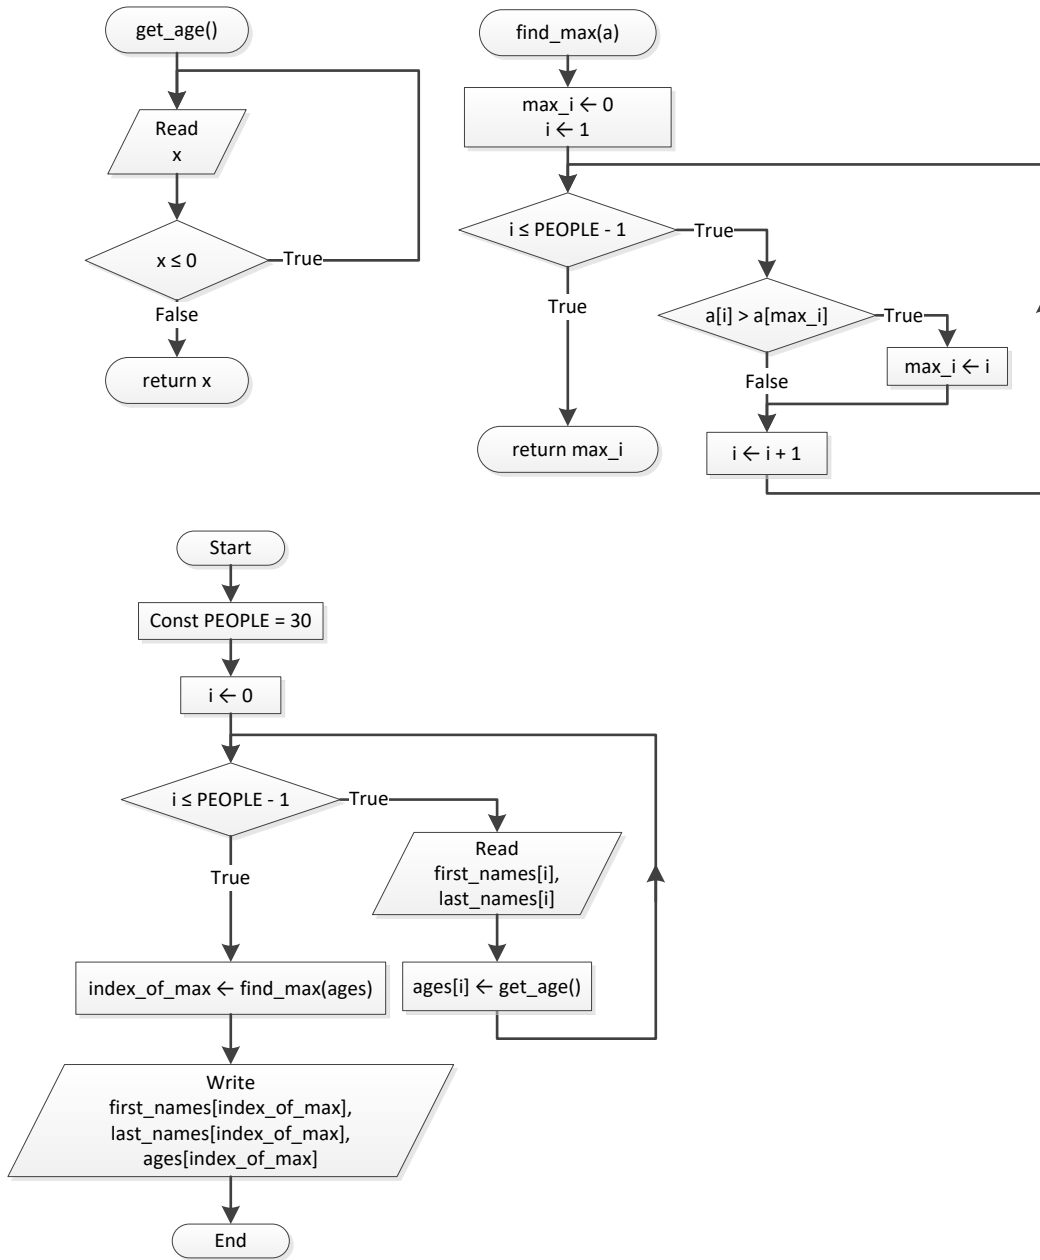 get_age()
Read
x
x ≤ 0
True
False
return x
find_max(a)
max_i ← 0
i ← 1
i ≤ PEOPLE - 1
True
True
a[i] > a[max_i]
True
max_i ← i
False
i ← i + 1
return max_i
Start
Const PEOPLE = 30
i ← 0
i ≤ PEOPLE - 1
True
Read
first_names[i],
last_names[i]
True
ages[i] ← get_age()
index_of_max ← find_max(ages)
Write
first_names[index_of_max],
last_names[index_of_max],
ages[index_of_max]
End